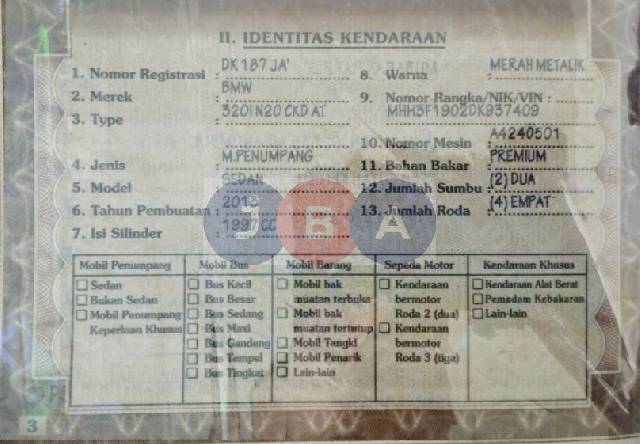 II. IDENTITAS KENDARAAN
1. Nomor Registrasi : DK 187 JA'
2. Merek : BMW
3. Type : 320I N20 CKD AT
4. Jenis : M.PENUMPANG
5. Model : SEDAN
6. Tahun Pembuatan : 2013
7. Isi Silinder : 1997 CC
8. Warna : MERAH METALIK
9. Nomor Rangka/NIK/VIN :
MHH3F1902DK937409
10. Nomor Mesin : A4240501
11. Bahan Bakar : PREMIUM
12. Jumlah Sumbu : (2) DUA
13. Jumlah Roda : (4) EMPAT
JBA
Mobil Penumpang
Sedan
Bukan Sedan
Mobil Penumpang
Keperluan Khusus
Mobil Bus
Bus Kecil
Bus Besar
Bus Sedang
Bus Maxi
Bus Gandeng
Bus Tempel
Bus Tingkat
Mobil Barang
Mobil bak
muatan terbuka
Mobil bak
muatan tertutup
Mobil Tangki
Mobil Penarik
Lain-lain
Sepeda Motor
Kendaraan
bermotor
Roda 2 (dua)
Kendaraan
bermotor
Roda 3 (tiga)
Kendaraan Khusus
Kendaraan Alat Berat
Pemadam Kebakaran
Lain-lain
3